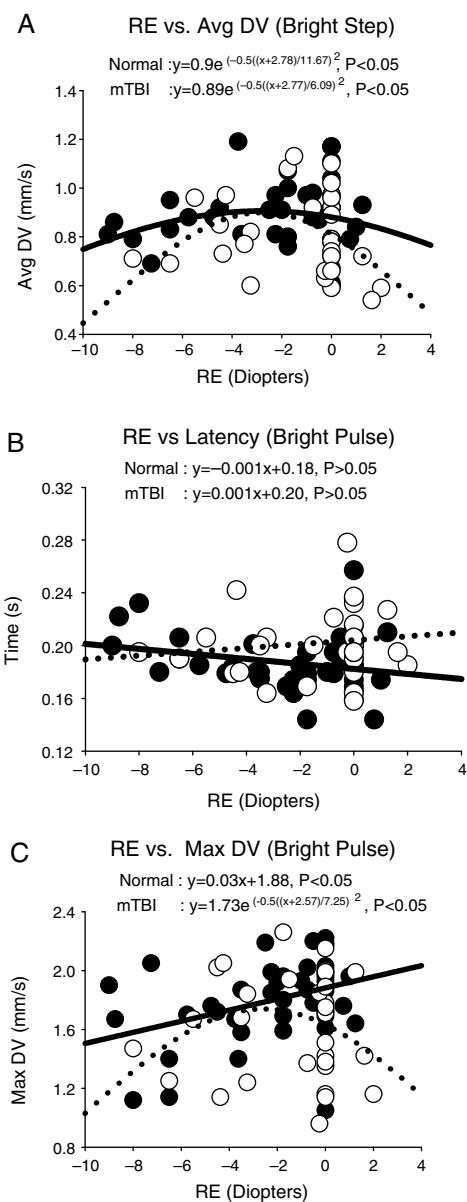 A
RE vs. Avg DV (Bright Step)
Normal :y=0.9e (−0.5((x+2.78)/11.67) 2, P<0.05
mTBI :y=0.89e (−0.5((x+2.77)/6.09) 2, P<0.05
1.4
1.2
1.0
0.8
0.6
0.4
Avg DV (mm/s)
−10 −8 −6 −4 −2 0 2 4
RE (Diopters)
B
RE vs Latency (Bright Pulse)
Normal : y=−0.001x+0.18, P>0.05
mTBI : y=0.001x+0.20, P>0.05
0.32
0.28
0.24
0.20
0.16
0.12
Time (s)
−10 −8 −6 −4 −2 0 2 4
RE (Diopters)
C
RE vs. Max DV (Bright Pulse)
Normal : y=0.03x+1.88, P<0.05
mTBI : y=1.73e (−0.5((x+2.57)/7.25) 2, P<0.05
2.4
2.0
1.6
1.2
0.8
Max DV (mm/s)
−10 −8 −6 −4 −2 0 2 4
RE (Diopters)